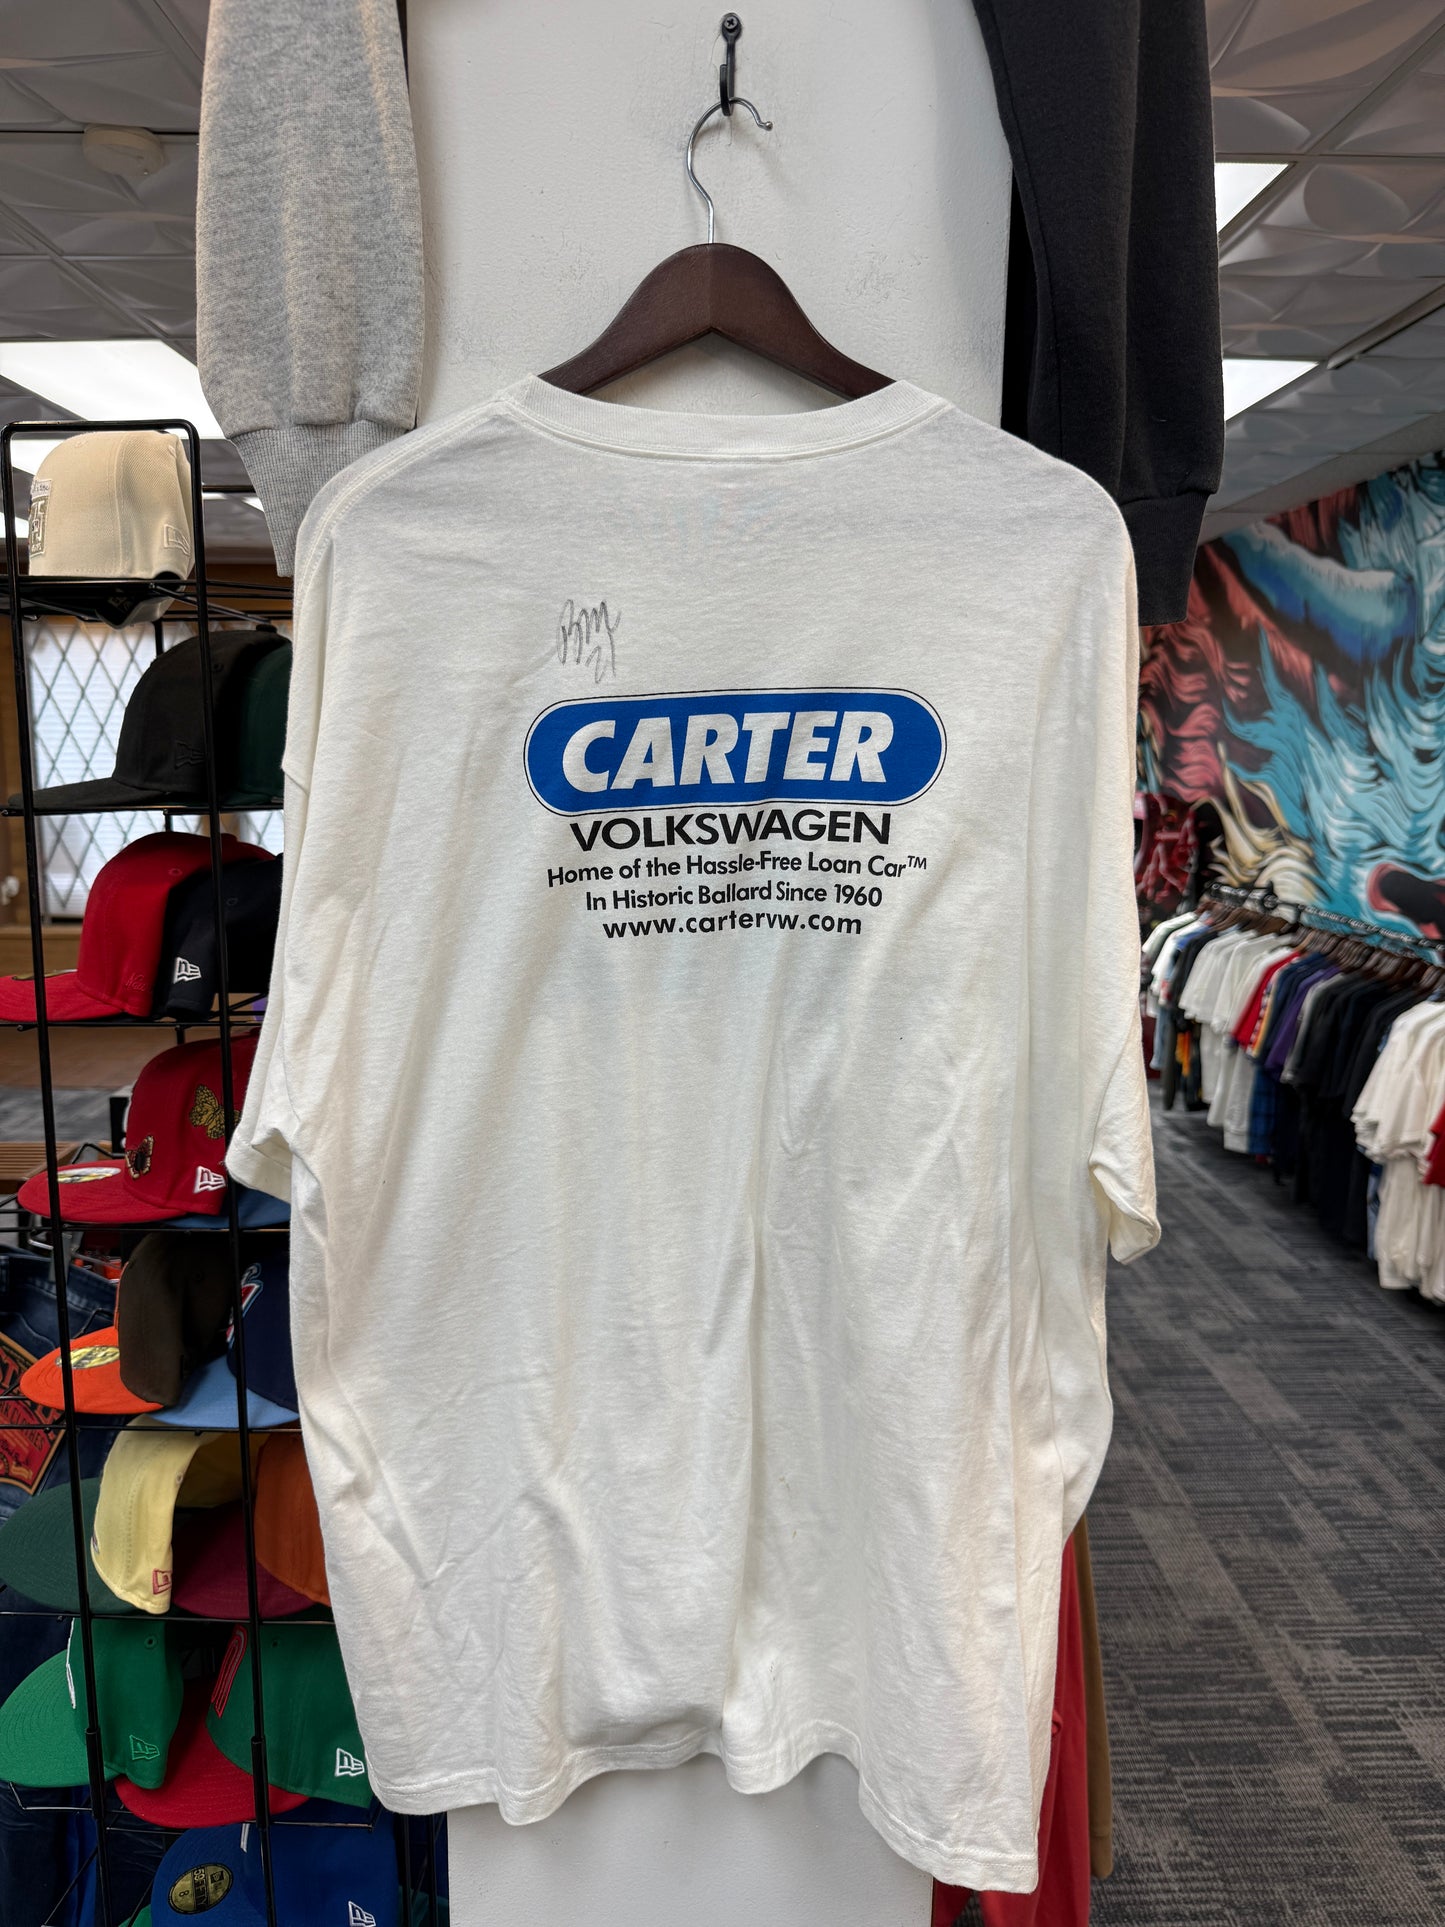 CARTER
VOLKSWAGEN
Home of the Hassle-Free Loan Car™
In Historic Ballard Since 1960
www.cartervw.com